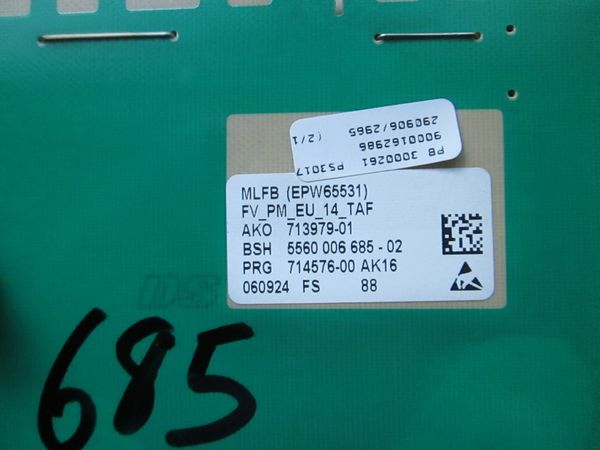 PB 3000261 PS3017
9000162986
290906/2965 (2/1
MLFB (EPW65531)
FV_PM_EU_14_TAF
AKO 713979-01
BSH 5560 006 685 - 02
PRG 714576-00 AK16
060924 FS 88
DS
685